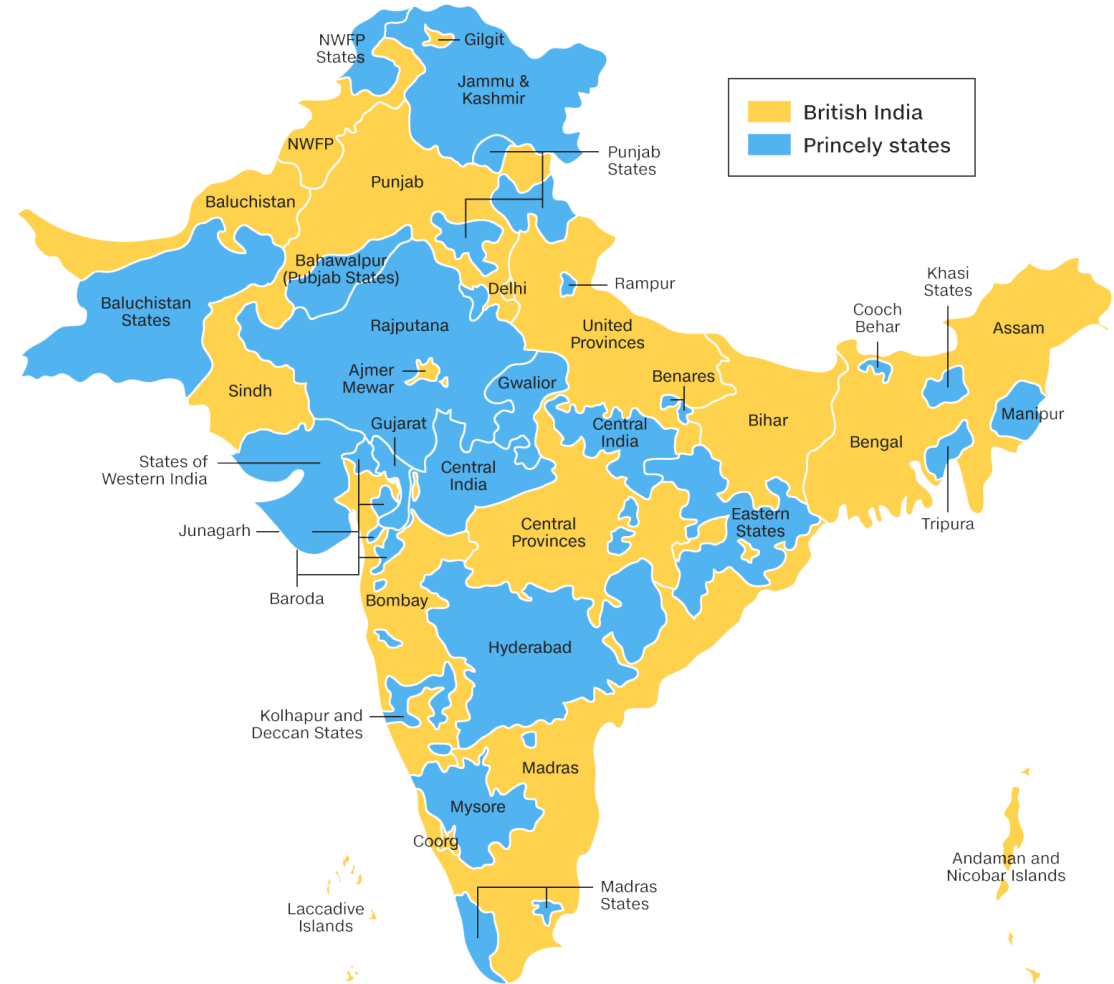 NWFP
States
Gilgit
Jammu &
Kashmir
British India
Princely states
NWFP
Punjab
States
Punjab
Baluchistan
Bahawalpur
(Pubjab States)
Delhi
Rampur
Khasi
States
Baluchistan
States
Cooch
Behar
Rajputana
United
Provinces
Assam
Ajmer
Mewar
Gwalior
Benares
Sindh
Manipur
Gujarat
Central
India
Bihar
Bengal
States of
Western India
Central
India
Eastern
States
Tripura
Junagarh
Central
Provinces
Baroda
Bombay
Hyderabad
Kolhapur and
Deccan States
Madras
Mysore
Coorg
Andaman and
Nicobar Islands
Madras
States
Laccadive
Islands